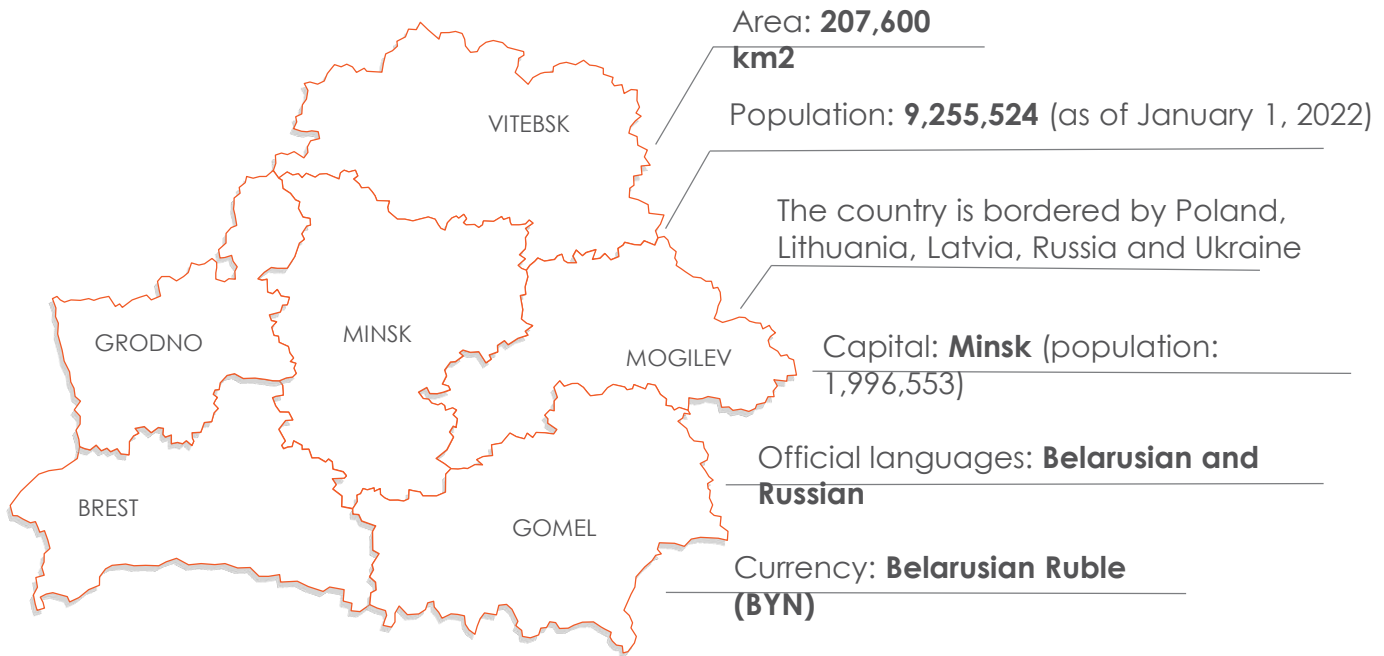 Area: 207,600
km2
VITEBSK
Population: 9,255,524 (as of January 1, 2022)
The country is bordered by Poland,
Lithuania, Latvia, Russia and Ukraine
GRODNO
MINSK
MOGILEV
Capital: Minsk (population:
1,996,553)
Official languages: Belarusian and
Russian
BREST
GOMEL
Currency: Belarusian Ruble
(BYN)